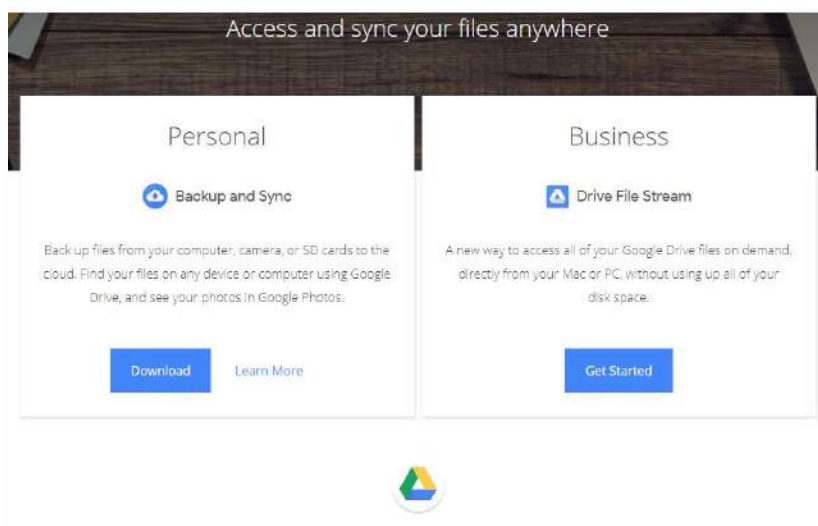 Access and sync your files anywhere
Personal
Backup and Sync
Back up files from your computer, camera, or SD cards to the
cloud. Find your files on any device or computer using Google
Drive, and see your photos in Google Photos.
Download
Learn More
Business
Drive File Stream
A new way to access all of your Google Drive files on demand,
directly from your Mac or PC, without using up all of your
disk space.
Get Started